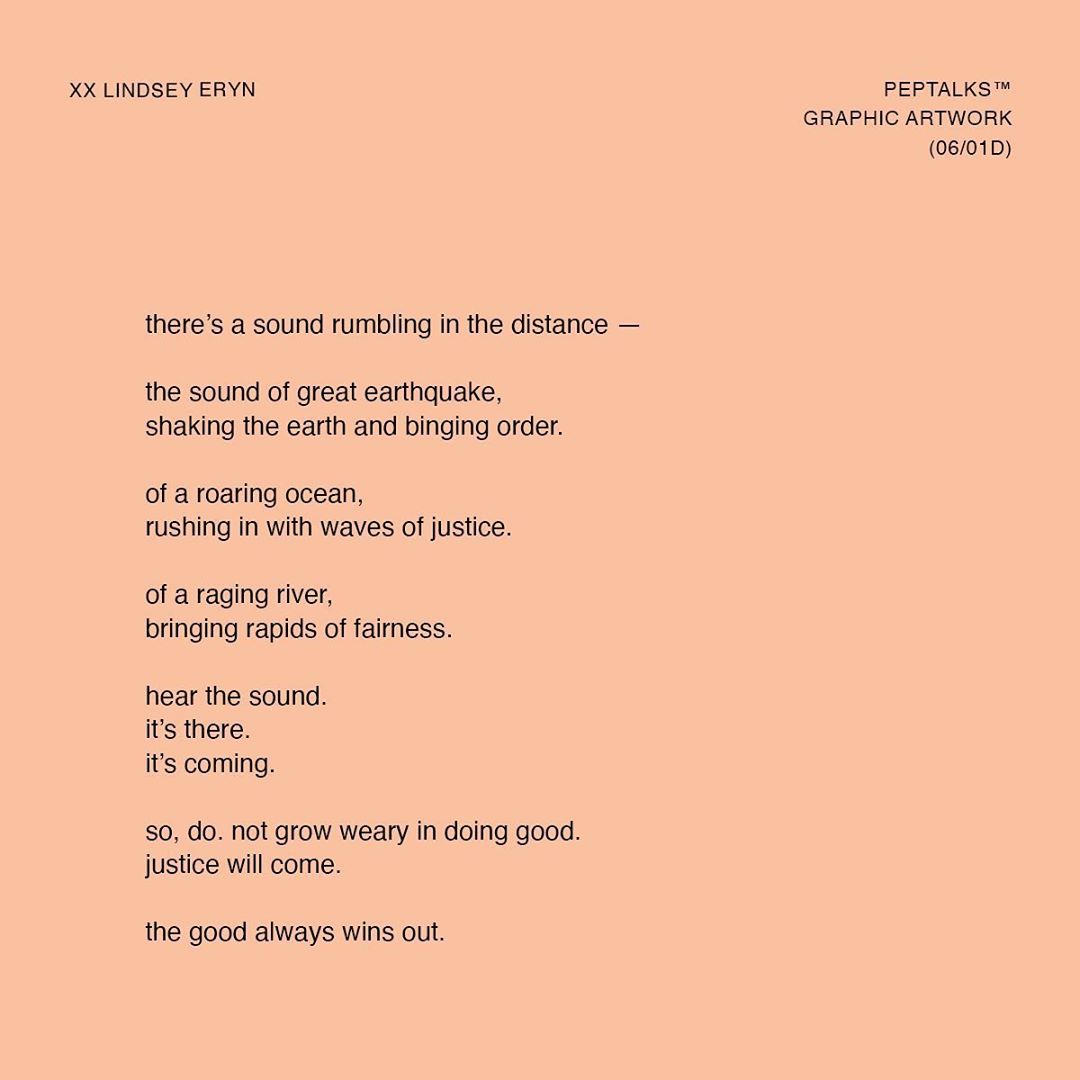 XX LINDSEY ERYN
PEPTALKS™
GRAPHIC ARTWORK
(06/01D)
there’s a sound rumbling in the distance —
the sound of great earthquake,
shaking the earth and binging order.
of a roaring ocean,
rushing in with waves of justice.
of a raging river,
bringing rapids of fairness.
hear the sound.
it’s there.
it’s coming.
so, do. not grow weary in doing good.
justice will come.
the good always wins out.